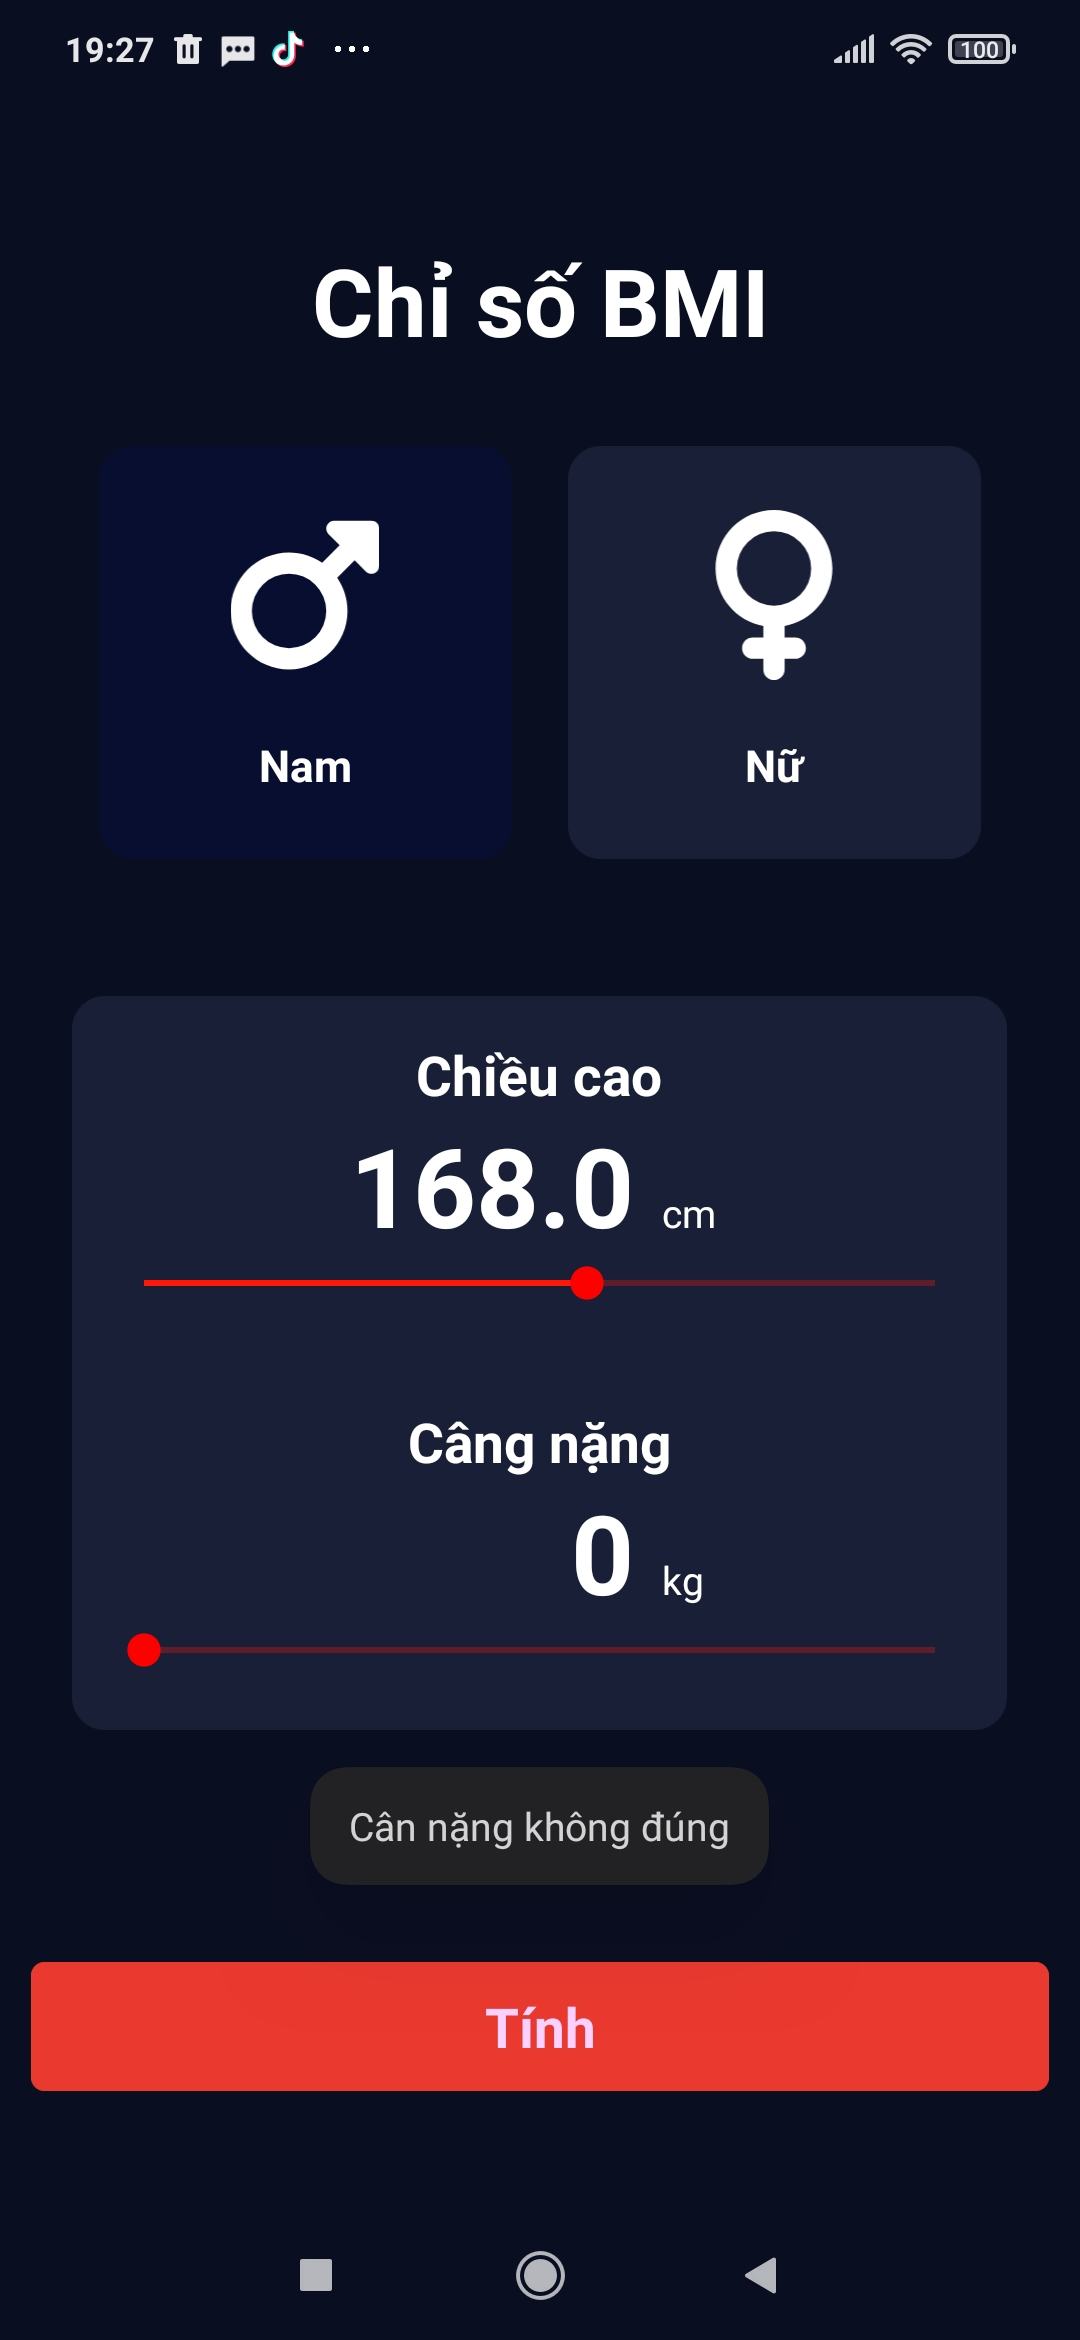 19:27
100
Chỉ số BMI
Nam
Nữ
Chiều cao
168.0 cm
Câng nặng
0 kg
Cân nặng không đúng
Tính